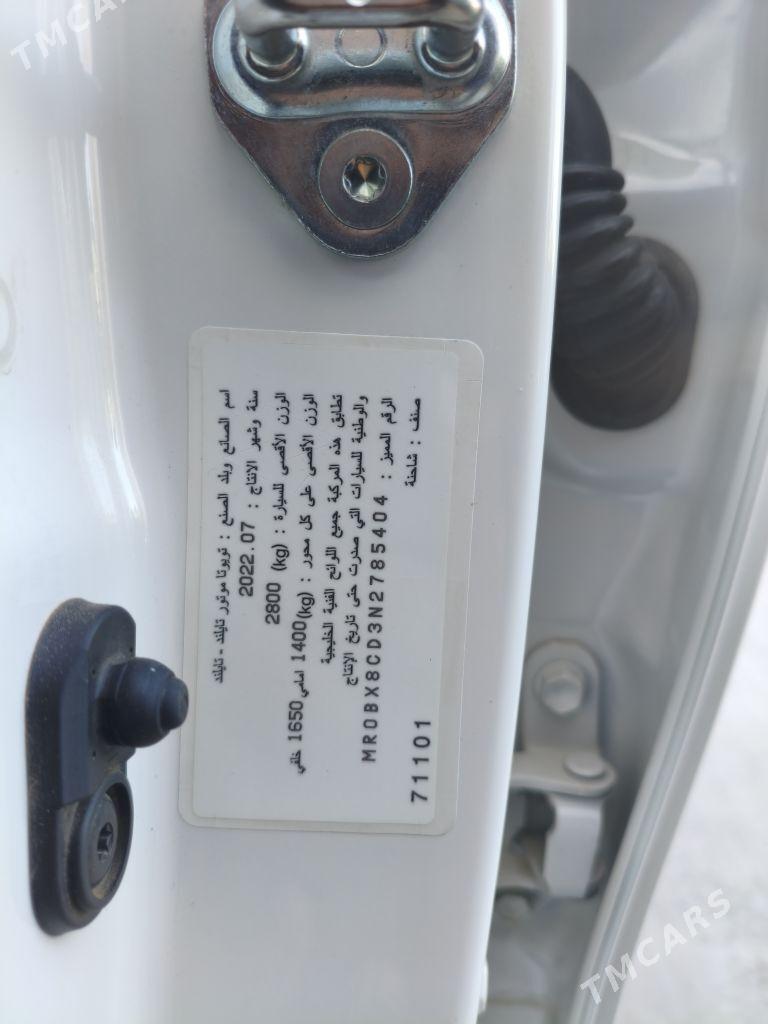 اسم الصانع وبلد الصنع : تويوتا موتور تايلند - تايلند
سنة وشهر الانتاج : 2022.07
الوزن الأقصى للسيارة : (kg) 2800
الوزن الأقصى على كل محور : (kg) 1400 امامي 1650 خلفي
تطابق هذه المركبة جميع اللوائح الفنية الخليجية
والوطنية للسيارات التي صدرت حتى تاريخ الإنتاج
الرقم المميز : MR0BX8CD3N2785404
صنف : شاحنة 71101
TMCARS
TMCARS